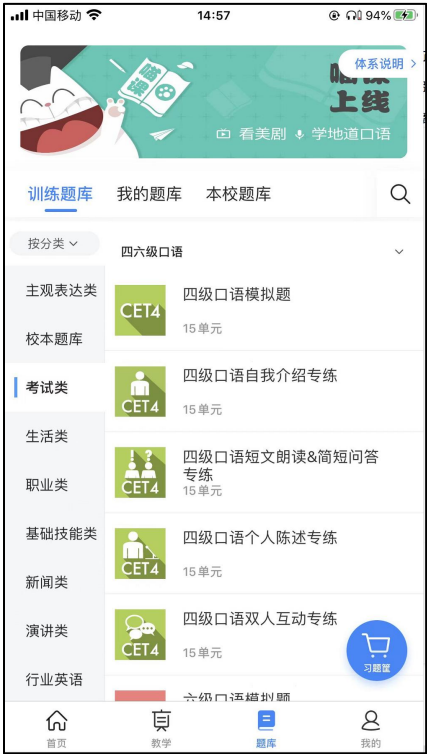 中国移动
14:57
94%
体系说明 >
喵课
上线
看美剧
学地道口语
训练题库
我的题库
本校题库
按分类
四六级口语
主观表达类
校本题库
考试类
生活类
职业类
基础技能类
新闻类
演讲类
行业英语
CET4
四级口语模拟题
15单元
CET4
四级口语自我介绍专练
15单元
CET4
四级口语短文朗读&简短问答
专练
15单元
CET4
四级口语个人陈述专练
15单元
CET4
四级口语双人互动专练
15单元
六级口语模拟题
习题筐
首页
教学
题库
我的